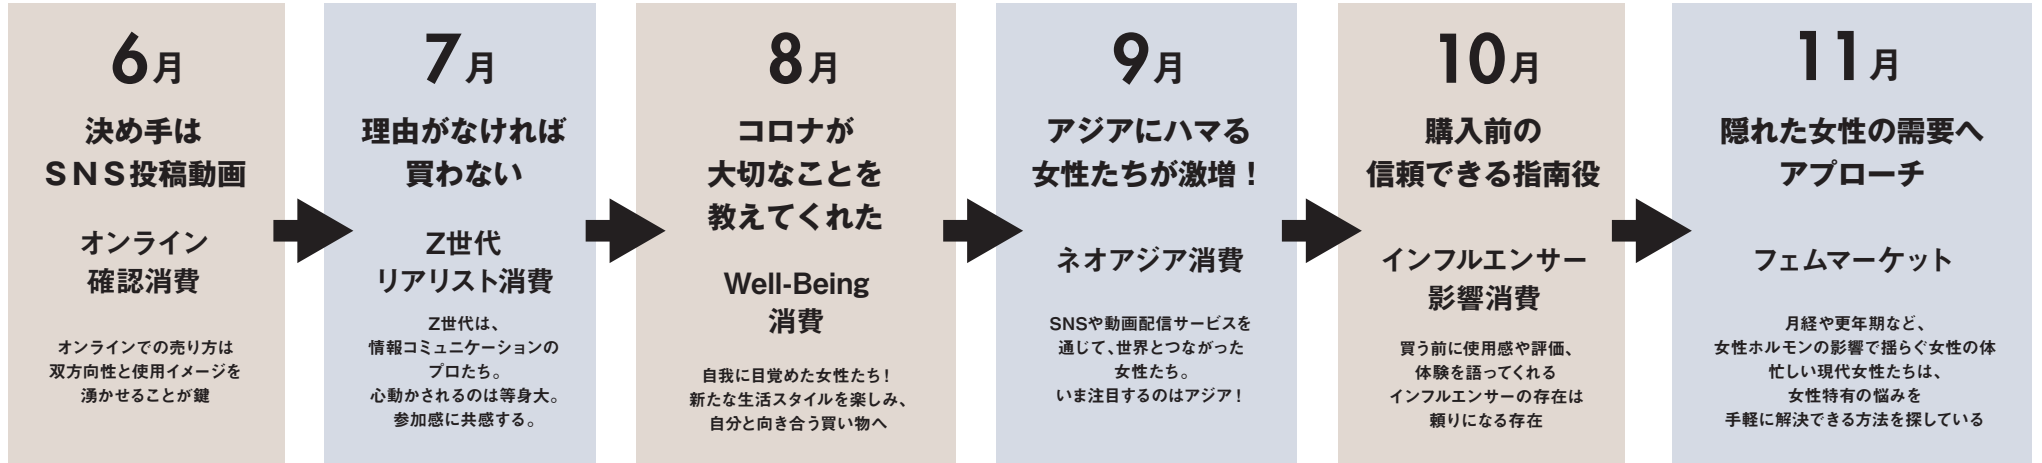 6月
決め手は
SNS投稿動画
オンライン
確認消費
オンラインでの売り方は
双方向性と使用イメージを
湧かせることが鍵
7月
理由がなければ
買わない
Z世代
リアリスト消費
Z世代は、
情報コミュニケーションの
プロたち。
心動かされるのは等身大。
参加感に共感する。
8月
コロナが
大切なことを
教えてくれた
Well-Being
消費
自我に目覚めた女性たち!
新たな生活スタイルを楽しみ、
自分と向き合う買い物へ
9月
アジアにハマる
女性たちが激増!
ネオアジア消費
SNSや動画配信サービスを
通じて、世界とつながった
女性たち。
いま注目するのはアジア!
10月
購入前の
信頼できる指南役
インフルエンサー
影響消費
買う前に使用感や評価、
体験を語ってくれる
インフルエンサーの存在は
頼りになる存在
11月
隠れた女性の需要へ
アプローチ
フェムマーケット
月経や更年期など、
女性ホルモンの影響で揺らぐ女性の体
忙しい現代女性たちは、
女性特有の悩みを
手軽に解決できる方法を探している